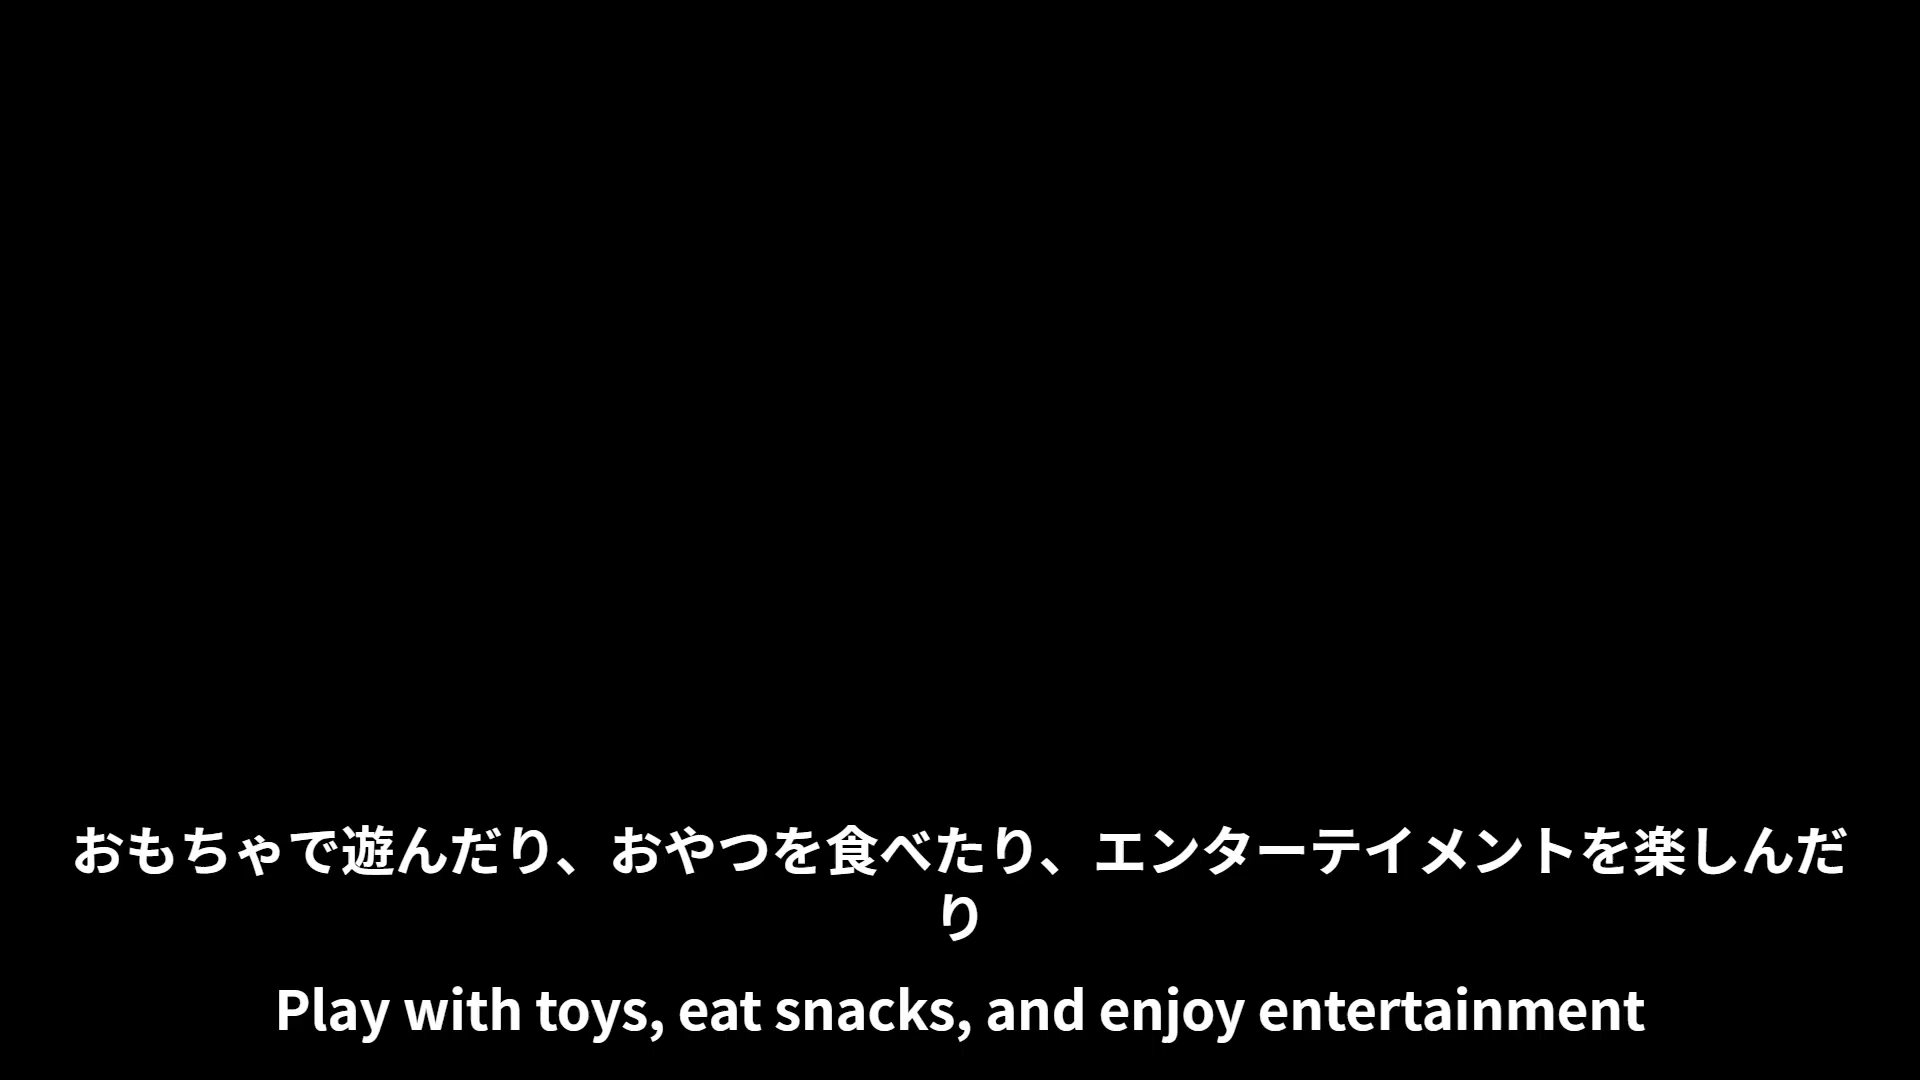 おもちゃで遊んだり、おやつを食べたり、エンターテイメントを楽しんだ
り
Play with toys, eat snacks, and enjoy entertainment